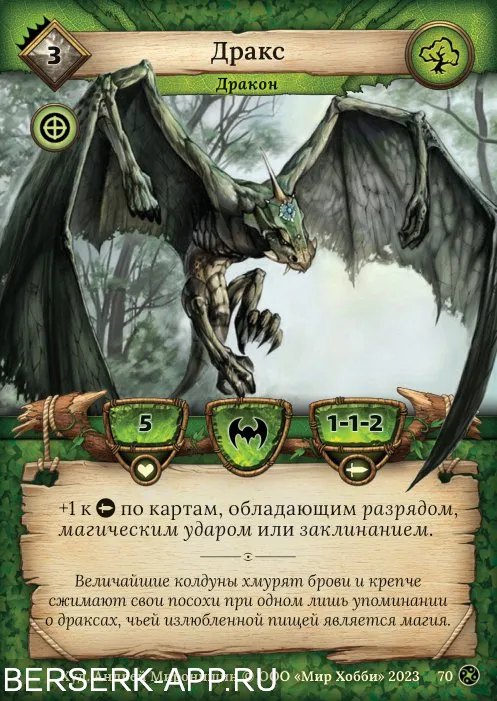 3
Дракс
Дракон
5
1-1-2
+1 к по картам, обладающим разрядом,
магическим ударом или заклинанием.
Величайшие колдуны хмурят брови и крепче
сжимают свои посохи при одном лишь упоминании
о драксах, чьей излюбленной пищей является магия.
© ООО «Мир Хобби» 2023 70
BERSERK-APP.RU